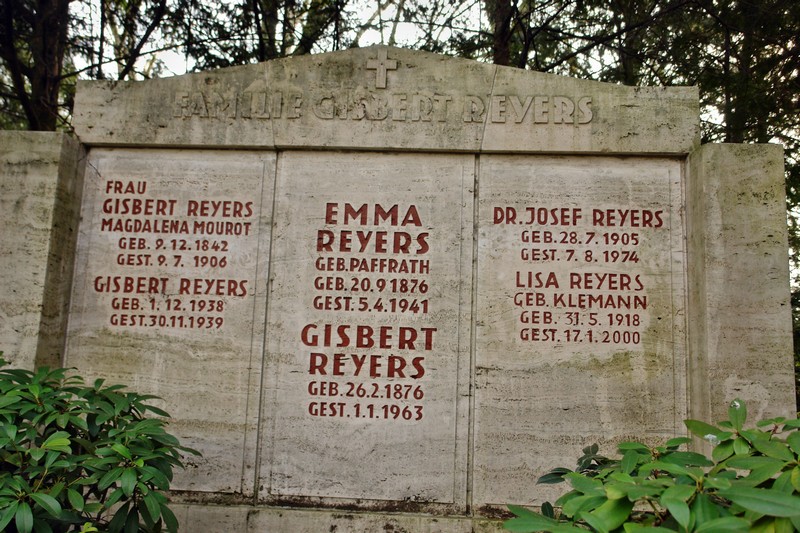 FAMILIE GISBERT REYERS
FRAU
GISBERT REYERS
MAGDALENA MOUROT
GEB. 9.12.1842
GEST. 9.7.1906
GISBERT REYERS
GEB. 1.12.1938
GEST. 30.11.1939
EMMA
REYERS
GEB. PAFFRATH
GEB. 20.9.1876
GEST. 5.4.1941
GISBERT
REYERS
GEB. 26.2.1876
GEST. 1.1.1963
DR. JOSEF REYERS
GEB. 28.7.1905
GEST. 7.8.1974
LISA REYERS
GEB. KLEMANN
GEB. 31.5.1918
GEST. 17.1.2000